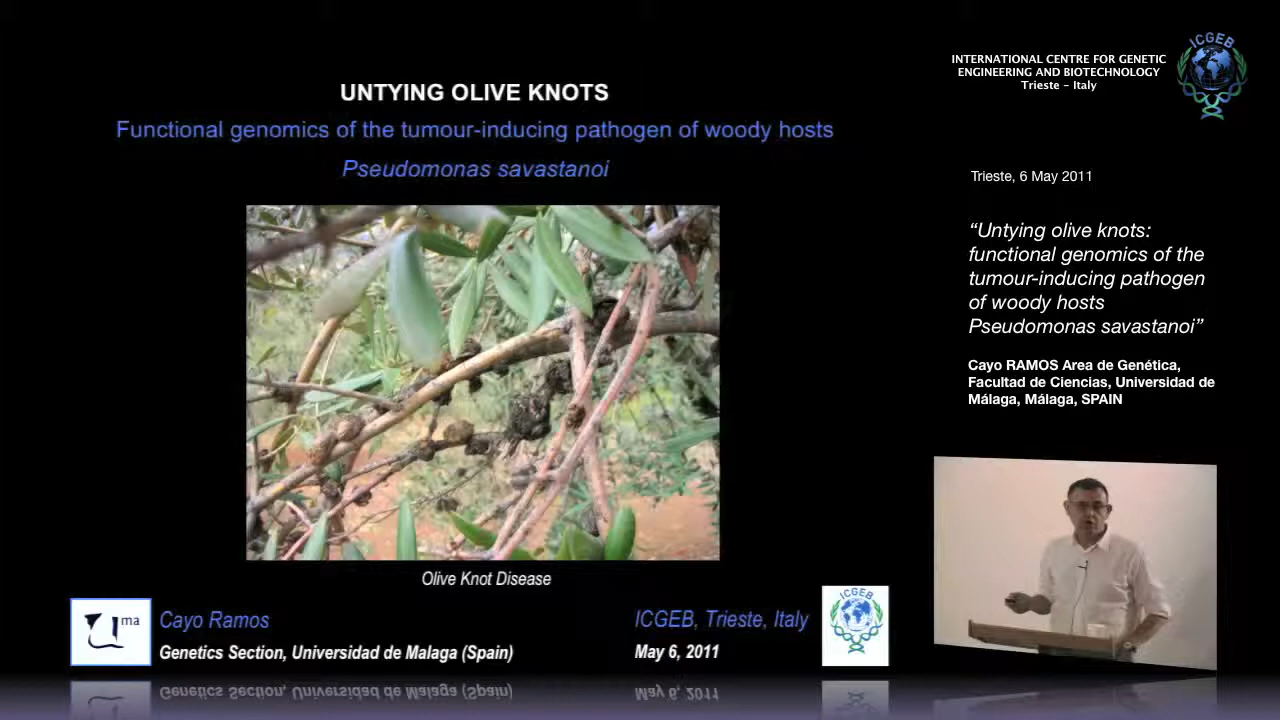 UNTYING OLIVE KNOTS
Functional genomics of the tumour-inducing pathogen of woody hosts
Pseudomonas savastanoi
Olive Knot Disease
ma
Cayo Ramos
Genetics Section, Universidad de Malaga (Spain)
ICGEB, Trieste, Italy
May 6, 2011
ICGEB
INTERNATIONAL CENTRE FOR GENETIC
ENGINEERING AND BIOTECHNOLOGY
Trieste - Italy
ICGEB
Trieste, 6 May 2011
“Untying olive knots:
functional genomics of the
tumour-inducing pathogen
of woody hosts
Pseudomonas savastanoi”
Cayo RAMOS Area de Genética,
Facultad de Ciencias, Universidad de
Málaga, Málaga, SPAIN